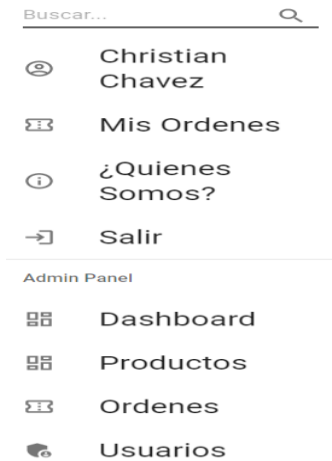 Buscar...
Christian
Chavez
Mis Ordenes
¿Quienes
Somos?
Salir
Admin Panel
Dashboard
Productos
Ordenes
Usuarios